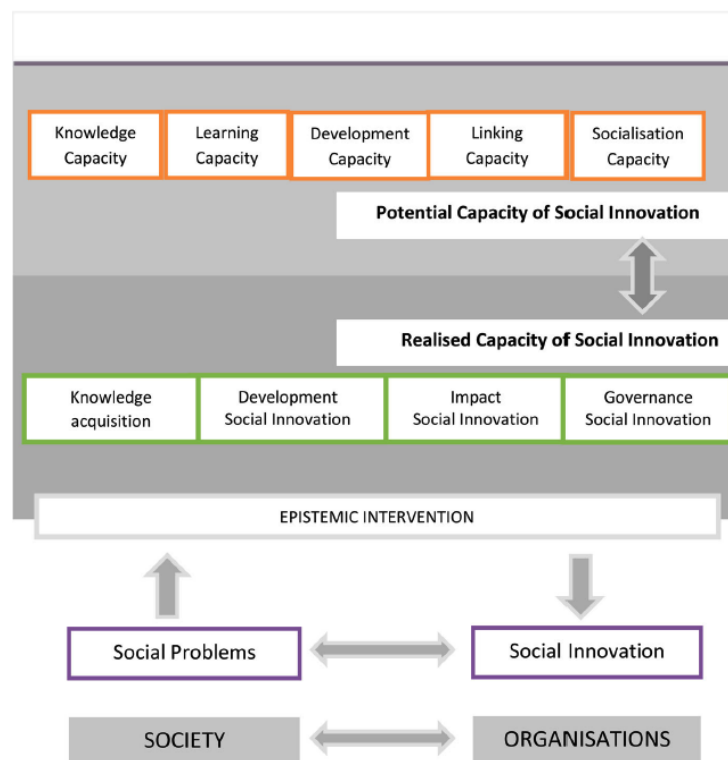 Knowledge
Capacity
Learning
Capacity
Development
Capacity
Linking
Capacity
Socialisation
Capacity
Potential Capacity of Social Innovation
Realised Capacity of Social Innovation
Knowledge
acquisition
Development
Social Innovation
Impact
Social Innovation
Governance
Social Innovation
EPISTEMIC INTERVENTION
Social Problems
Social Innovation
SOCIETY
ORGANISATIONS